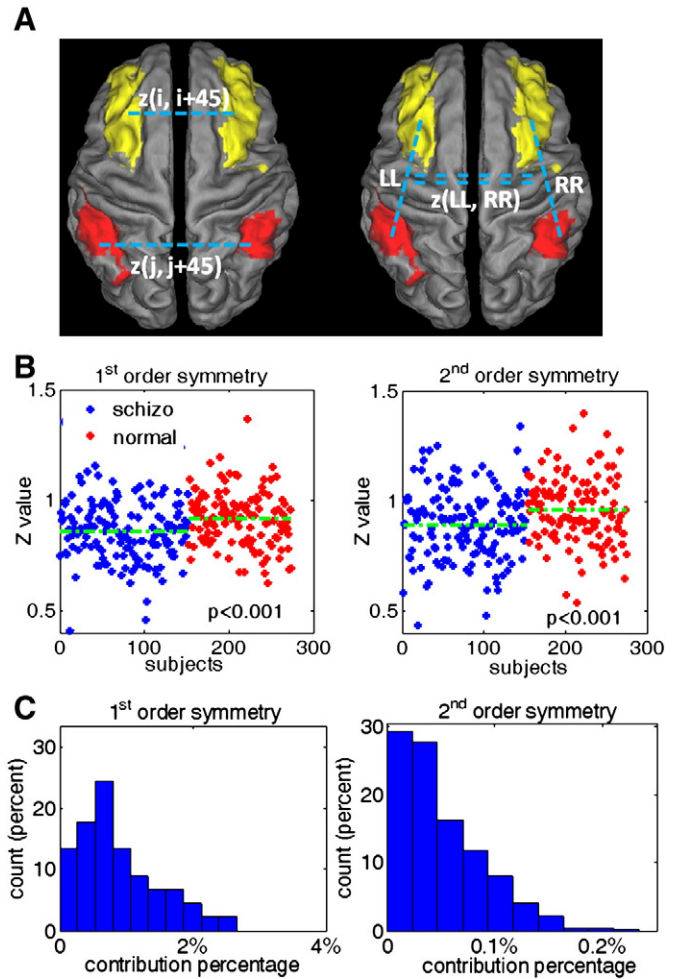 A
z(i, i+45)
LL
RR
z(LL, RR)
z(j, j+45)
B
1st order symmetry
2nd order symmetry
1.5
1
0.5
Z value
schizo
normal
p<0.001
0 100 200 300
subjects
1.5
1
0.5
Z value
p<0.001
0 100 200 300
subjects
C
1st order symmetry
2nd order symmetry
30
20
10
0
count (percent)
0 2% 4%
contribution percentage
30
20
10
0
count (percent)
0 0.1% 0.2%
contribution percentage